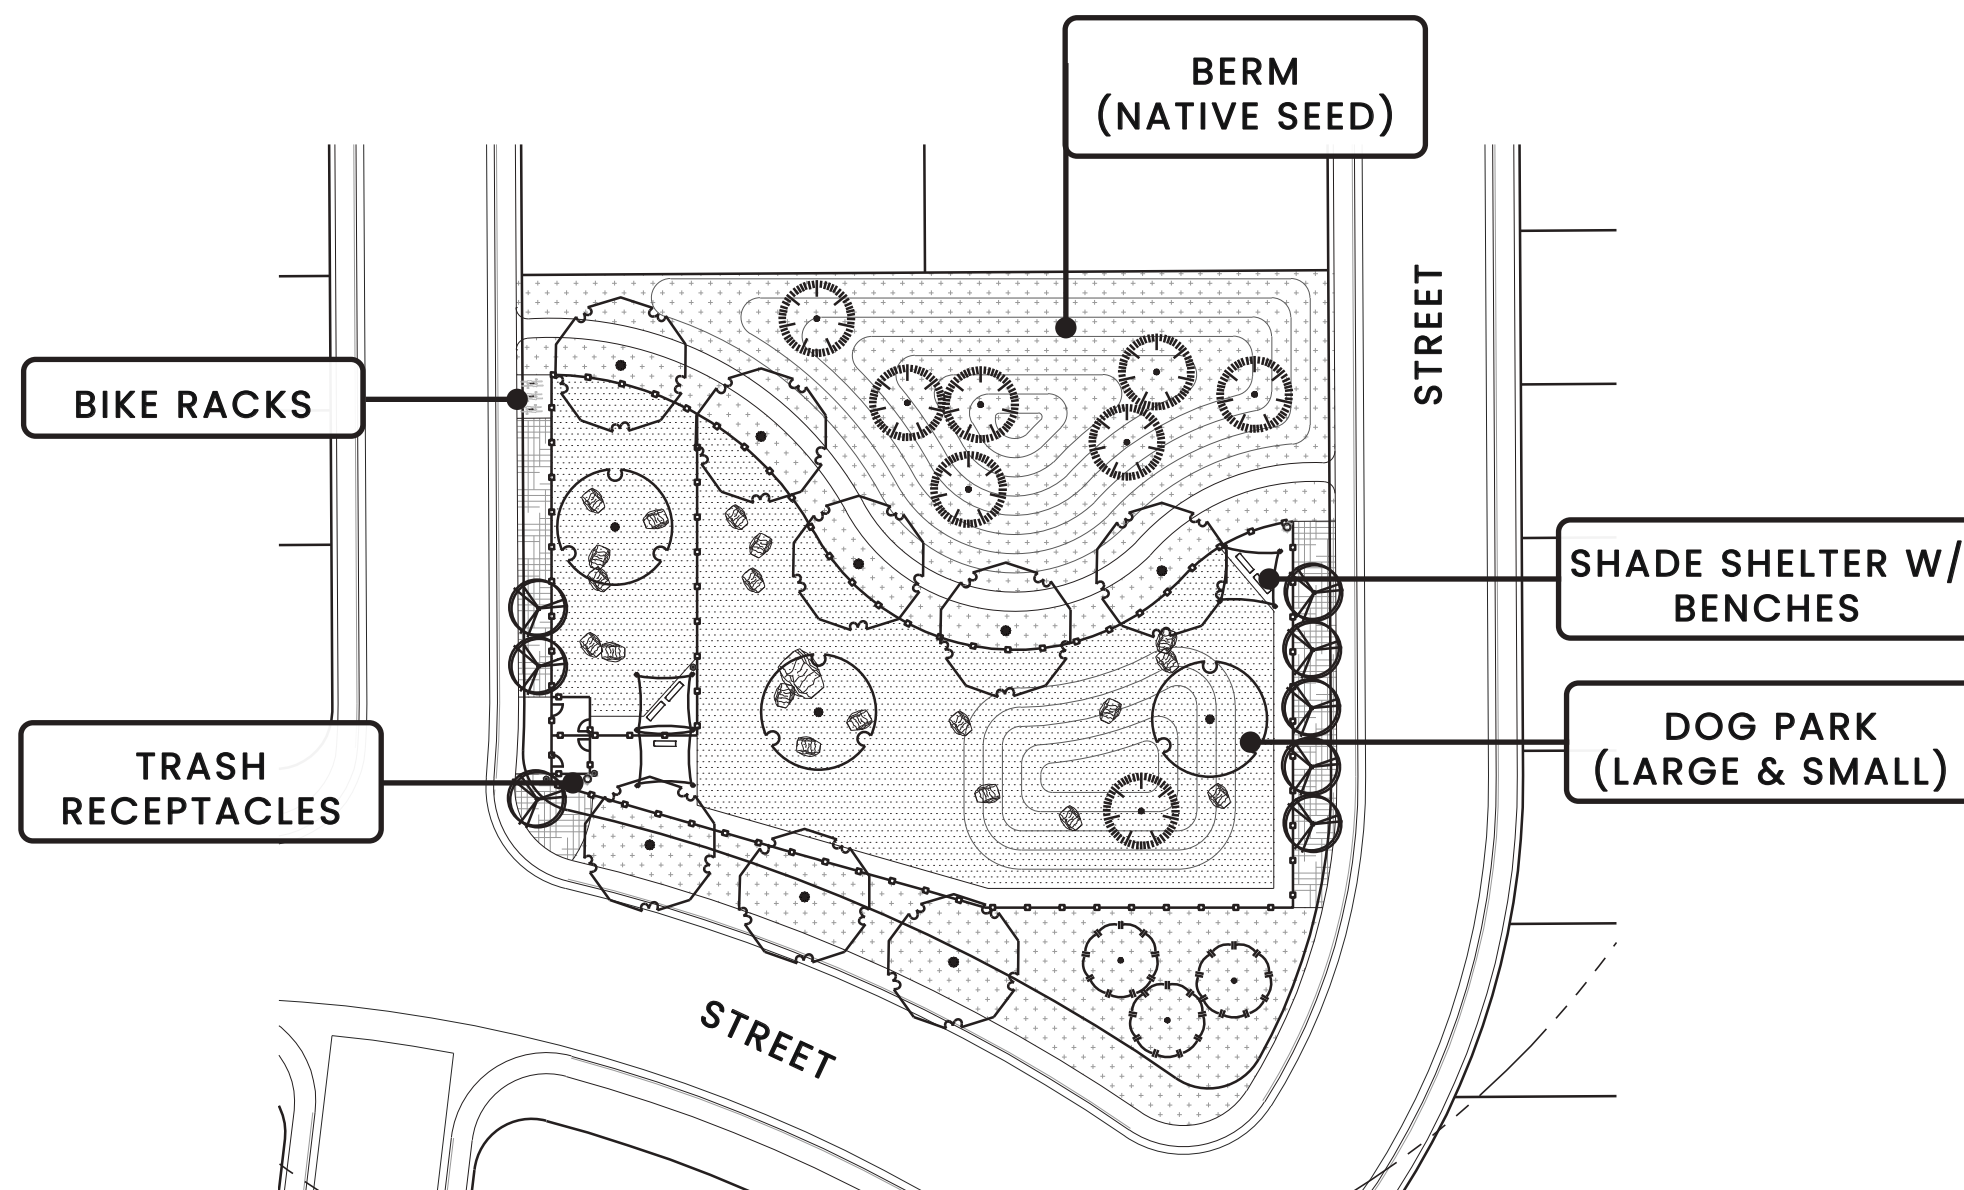 BERM
(NATIVE SEED)
STREET
BIKE RACKS
SHADE SHELTER W/
BENCHES
DOG PARK
(LARGE & SMALL)
TRASH
RECEPTACLES
STREET